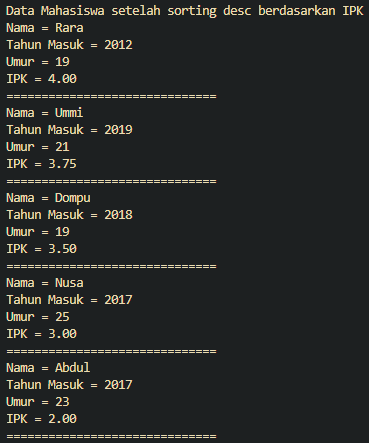 Data Mahasiswa setelah sorting desc berdasarkan IPK
Nama = Rara
Tahun Masuk = 2012
Umur = 19
IPK = 4.00
==============================
Nama = Ummi
Tahun Masuk = 2019
Umur = 21
IPK = 3.75
==============================
Nama = Dompu
Tahun Masuk = 2018
Umur = 19
IPK = 3.50
==============================
Nama = Nusa
Tahun Masuk = 2017
Umur = 25
IPK = 3.00
==============================
Nama = Abdul
Tahun Masuk = 2017
Umur = 23
IPK = 2.00
==============================